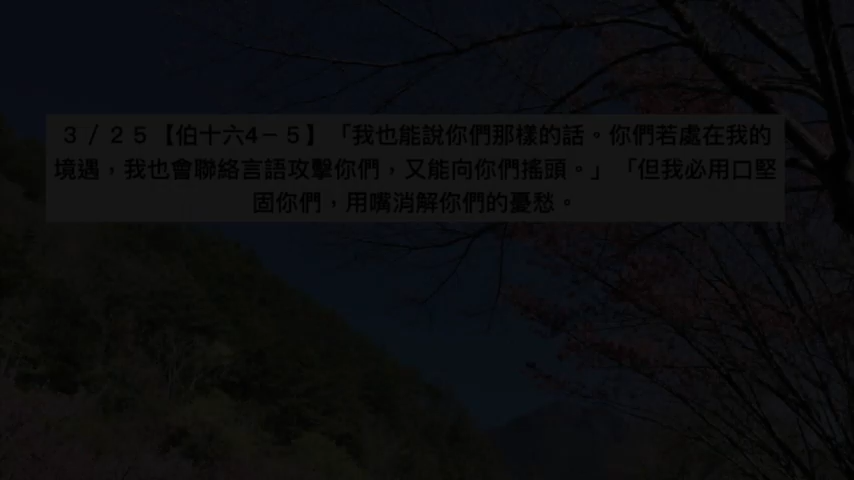 ３／２５【伯十六4－５】「我也能說你們那樣的話。你們若處在我的
境遇，我也會聯絡言語攻擊你們，又能向你們搖頭。」「但我必用口堅
固你們，用嘴消解你們的憂愁。